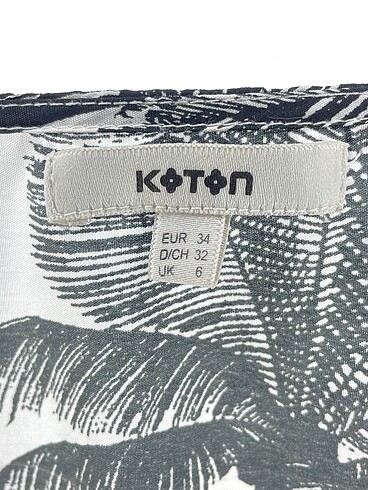 KOTON
EUR 34
D/CH 32
UK 6